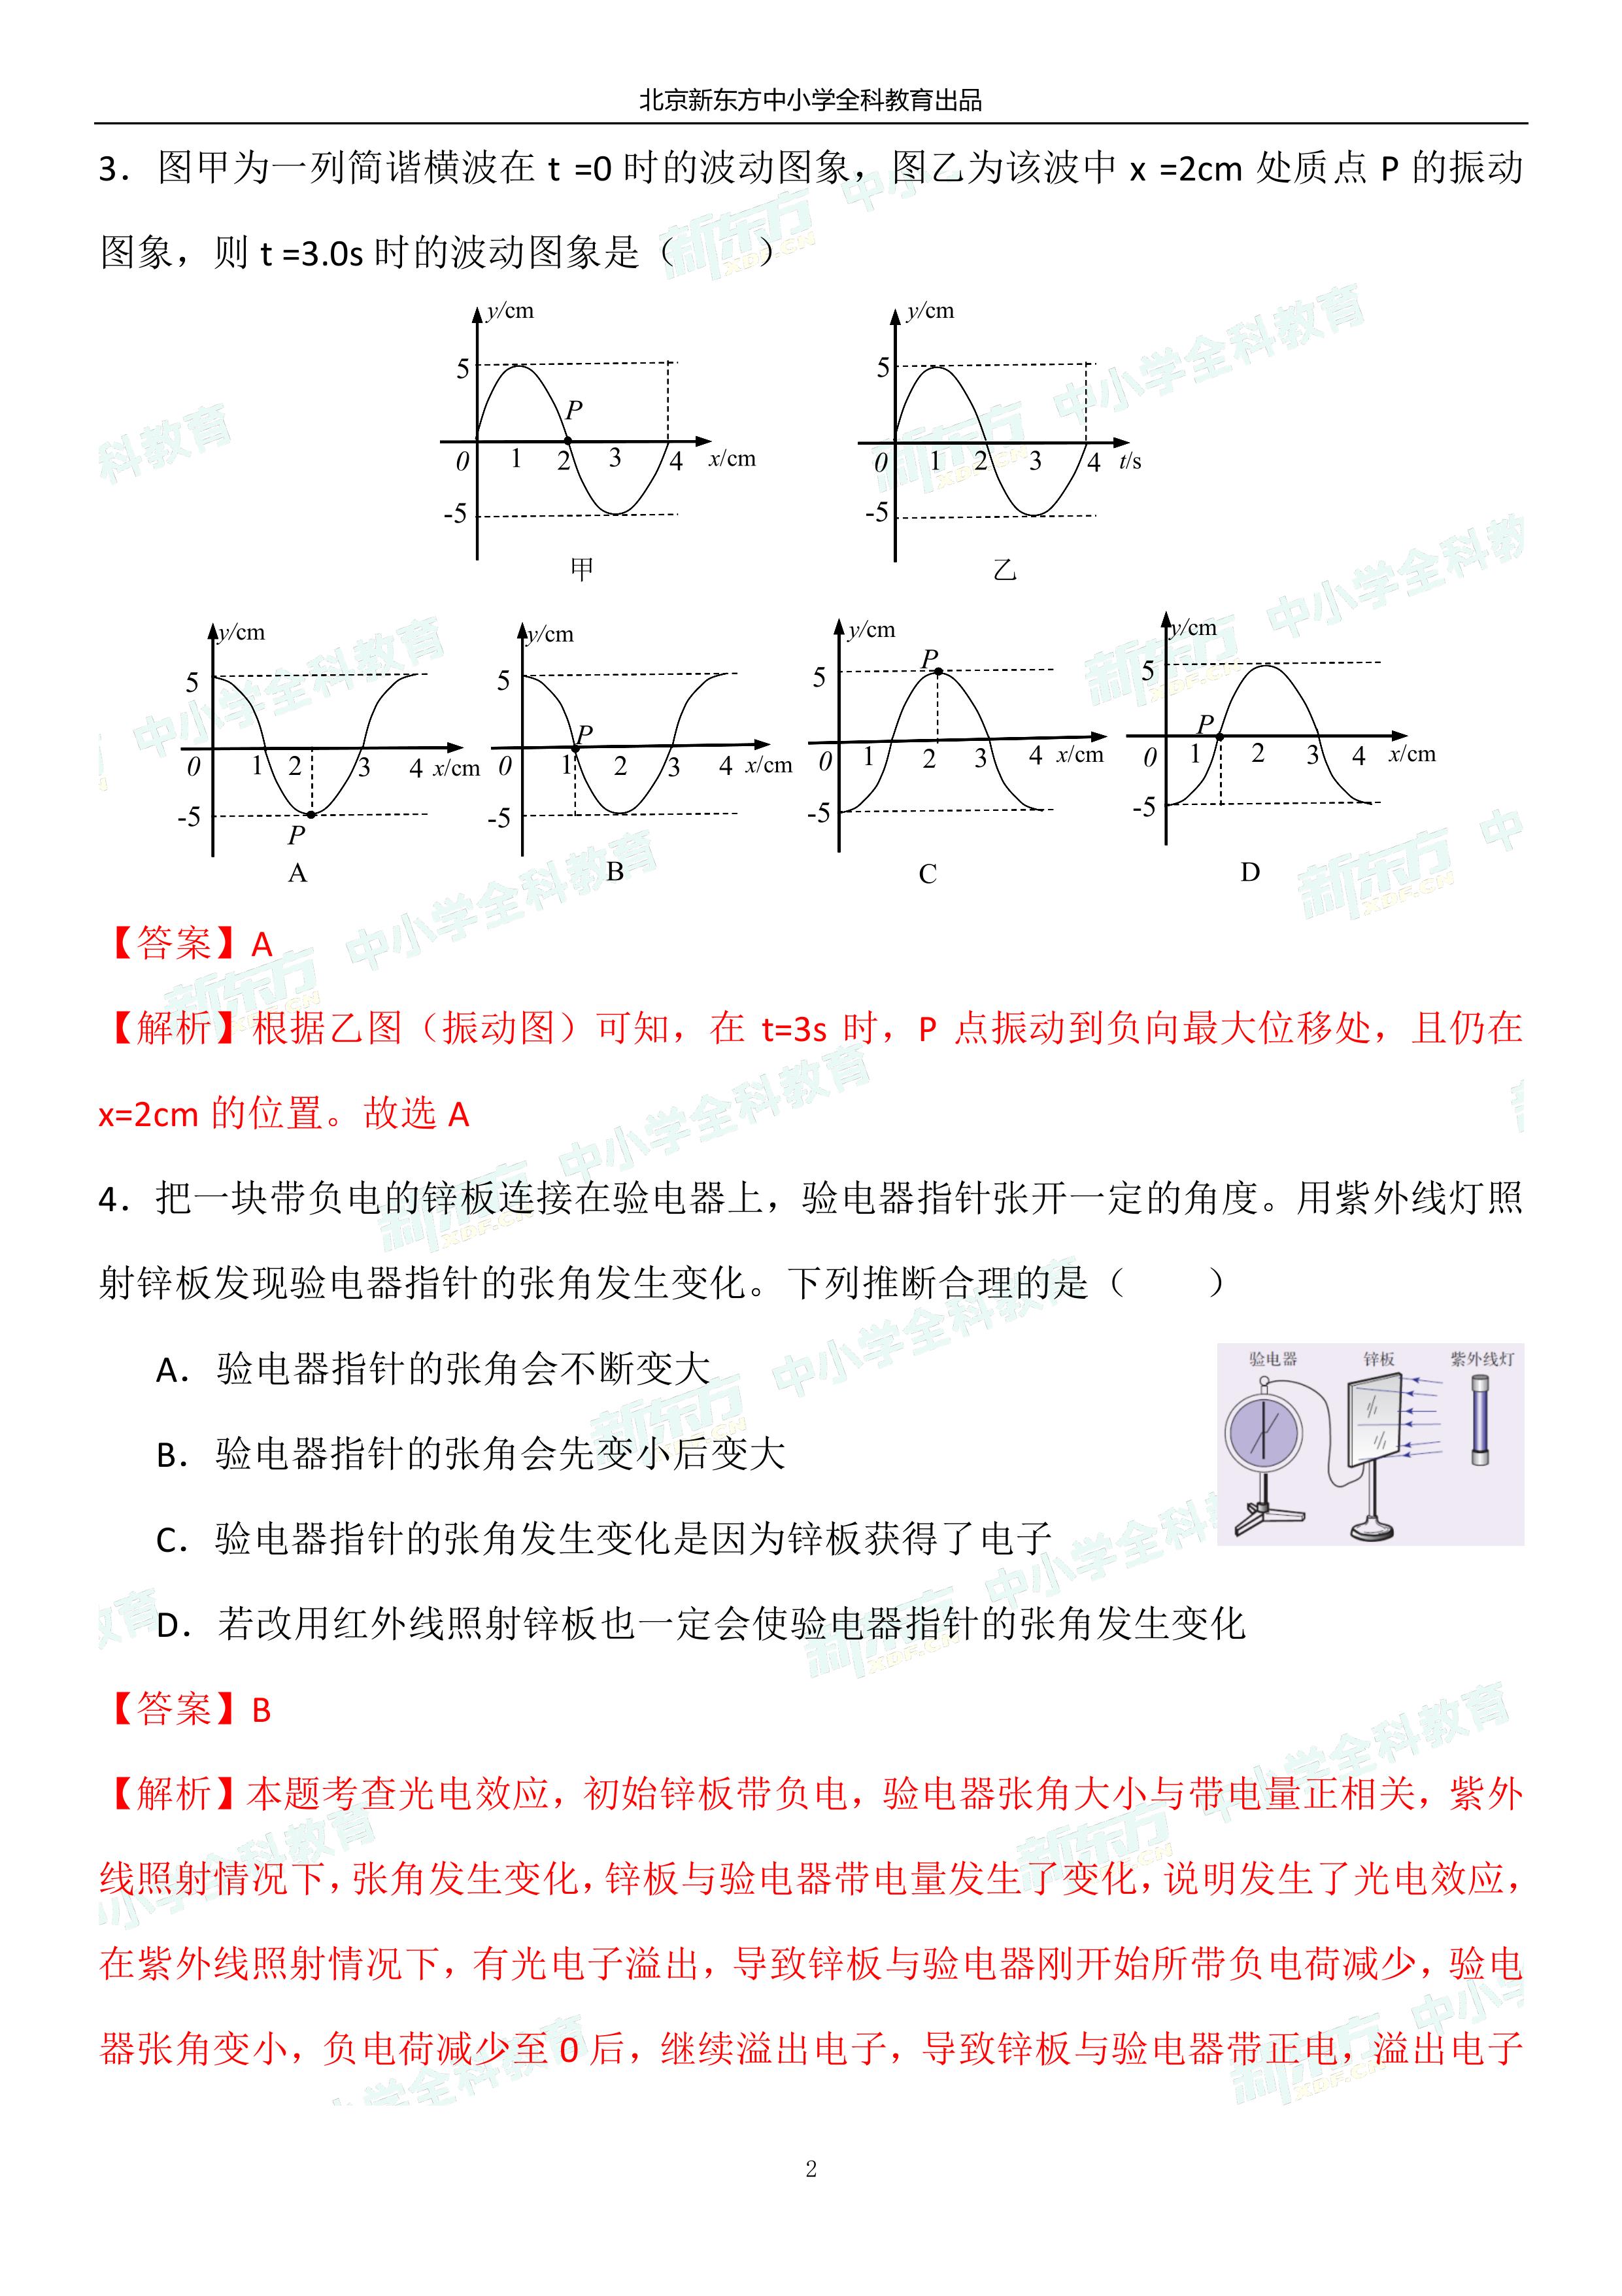 北京新东方中小学全科教育出品
3．图甲为一列简谐横波在 t =0 时的波动图象，图乙为该波中 x =2cm 处质点 P 的振动
图象，则 t =3.0s 时的波动图象是（　　）
y/cm
5
P
0 1 2 3 4 x/cm
-5
甲
y/cm
5
0 1 2 3 4 t/s
-5
乙
y/cm
5
0 1 2 3 4 x/cm
-5
P
A
y/cm
5
P
0 1 2 3 4 x/cm
-5
B
y/cm
P
5
0 1 2 3 4 x/cm
-5
C
y/cm
5
P
0 1 2 3 4 x/cm
-5
D
【答案】A
【解析】根据乙图（振动图）可知，在 t=3s 时，P 点振动到负向最大位移处，且仍在
x=2cm 的位置。故选 A
4．把一块带负电的锌板连接在验电器上，验电器指针张开一定的角度。用紫外线灯照
射锌板发现验电器指针的张角发生变化。下列推断合理的是（　　）
A．验电器指针的张角会不断变大
B．验电器指针的张角会先变小后变大
C．验电器指针的张角发生变化是因为锌板获得了电子
D．若改用红外线照射锌板也一定会使验电器指针的张角发生变化
验电器 锌板 紫外线灯
【答案】B
【解析】本题考查光电效应，初始锌板带负电，验电器张角大小与带电量正相关，紫外
线照射情况下，张角发生变化，锌板与验电器带电量发生了变化，说明发生了光电效应，
在紫外线照射情况下，有光电子溢出，导致锌板与验电器刚开始所带负电荷减少，验电
器张角变小，负电荷减少至 0 后，继续溢出电子，导致锌板与验电器带正电，溢出电子
2